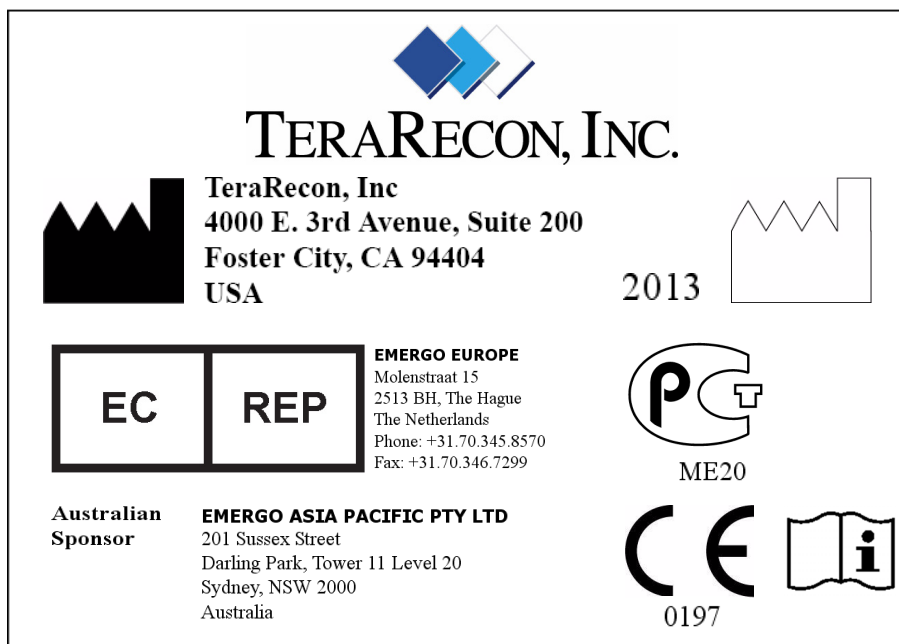 TERARECON, INC.
TeraRecon, Inc
4000 E. 3rd Avenue, Suite 200
Foster City, CA 94404
USA
2013
EC REP
EMERGO EUROPE
Molenstraat 15
2513 BH, The Hague
The Netherlands
Phone: +31.70.345.8570
Fax: +31.70.346.7299
ME20
Australian
Sponsor
EMERGO ASIA PACIFIC PTY LTD
201 Sussex Street
Darling Park, Tower 11 Level 20
Sydney, NSW 2000
Australia
CE
0197
i